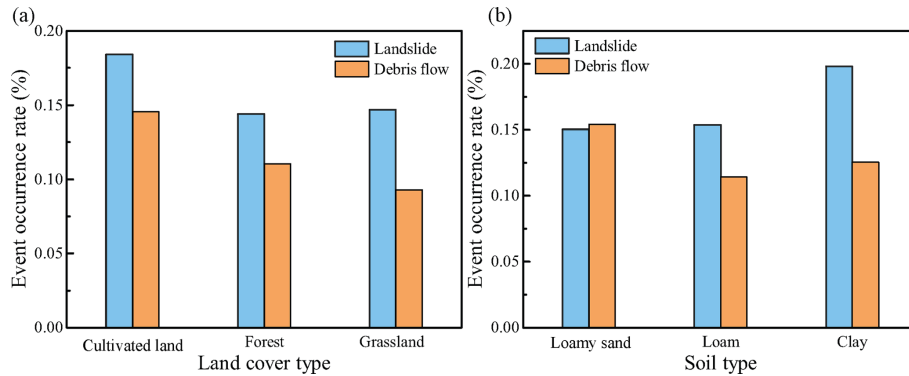 (a)
Event occurrence rate (%)
0.20
0.15
0.10
0.05
0.00
Landslide
Debris flow
Cultivated land
Forest
Grassland
Land cover type
(b)
Event occurrence rate (%)
0.20
0.15
0.10
0.05
0.00
Landslide
Debris flow
Loamy sand
Loam
Clay
Soil type